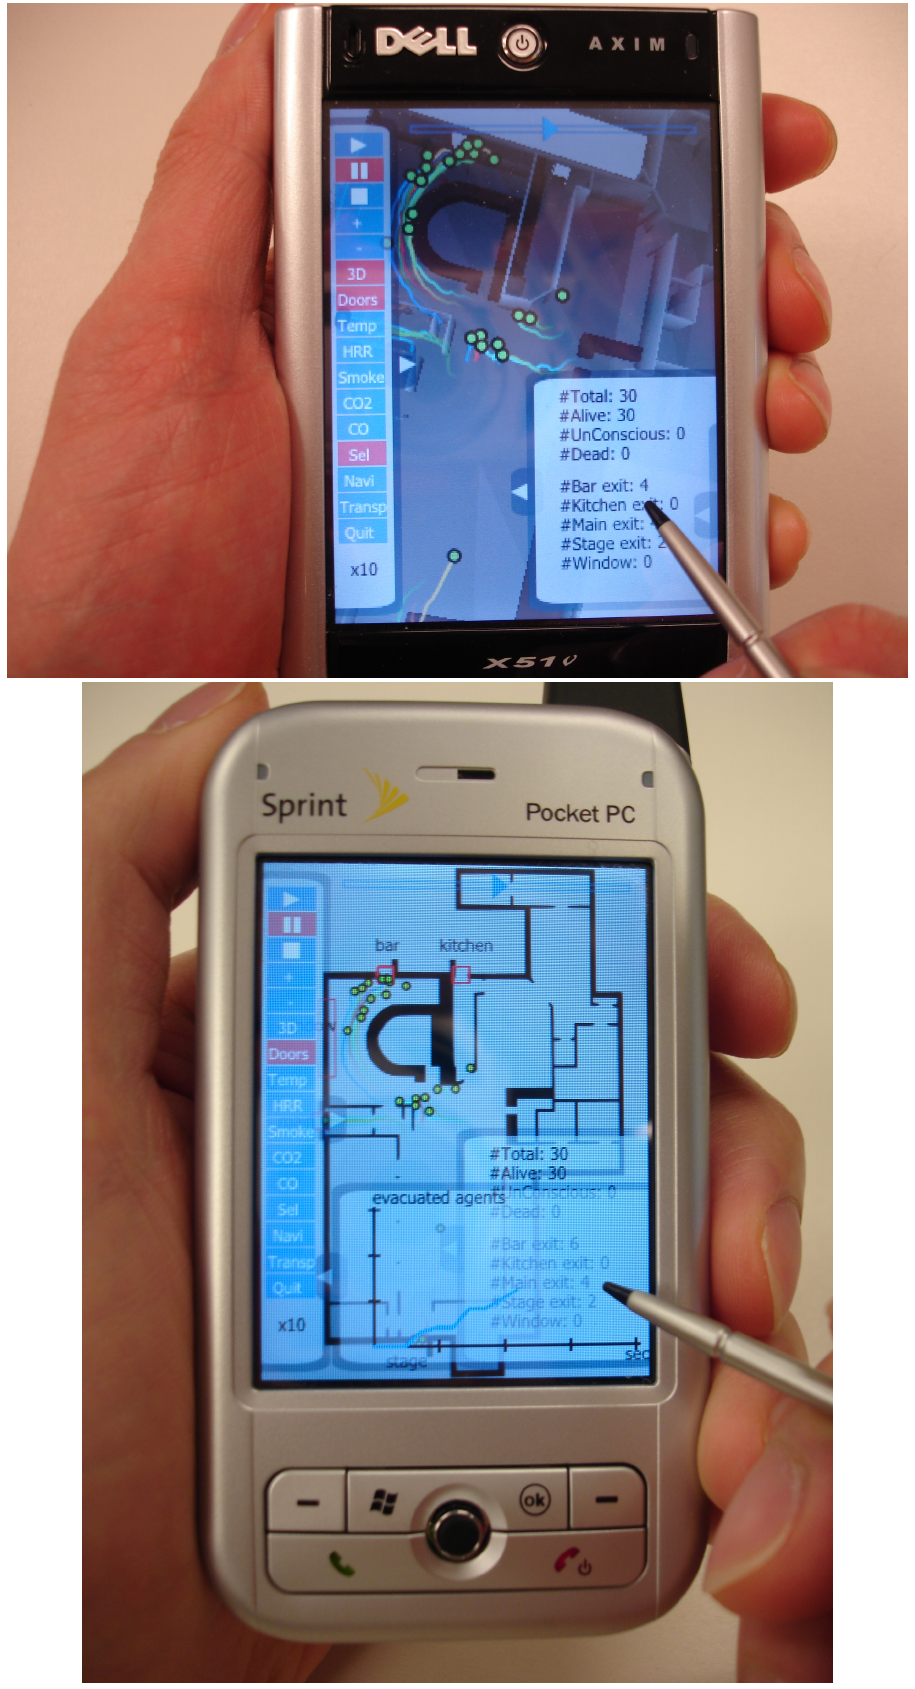 DELL
AXIM
+
-
3D
Doors
Temp
HRR
Smoke
CO2
CO
Sel
Navi
Transp
Quit
x10
#Total: 30
#Alive: 30
#UnConscious: 0
#Dead: 0
#Bar exit: 4
#Kitchen exit: 0
#Main exit:
#Stage exit: 2
#Window: 0
X51v
Sprint
Pocket PC
bar kitchen
+
-
3D
Doors
Temp
HRR
Smoke
CO2
CO
Sel
Navi
Transp
Quit
x10
#Total: 30
#Alive: 30
#UnConscious: 0
#Dead: 0
evacuated agents
#Bar exit: 6
#Kitchen exit: 0
#Main exit: 4
#Stage exit: 2
#Window: 0
stage
sec
ok